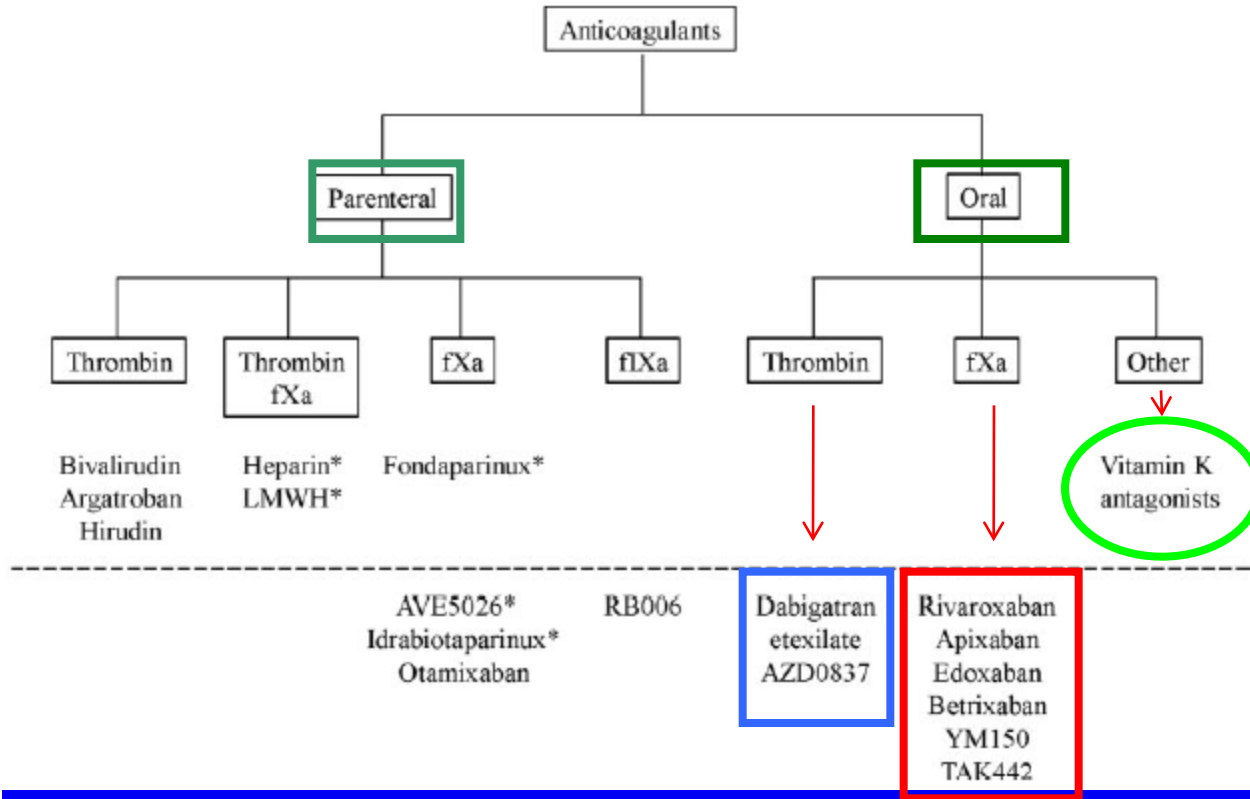 Anticoagulants
Parenteral
Oral
Thrombin
Thrombin
fXa
fXa
fIXa
Thrombin
fXa
Other
Bivalirudin
Argatroban
Hirudin
Heparin*
LMWH*
Fondaparinux*
Vitamin K
antagonists
AVE5026*
Idrabiotaparinux*
Otamixaban
RB006
Dabigatran
etexilate
AZD0837
Rivaroxaban
Apixaban
Edoxaban
Betrixaban
YM150
TAK442